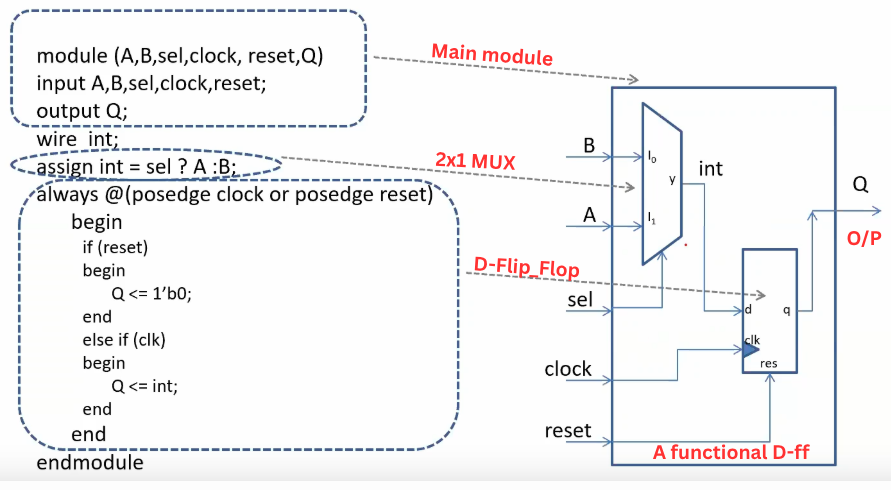 module (A,B,sel,clock, reset,Q)
input A,B,sel,clock,reset;
output Q;
wire int;
assign int = sel ? A :B;
always @(posedge clock or posedge reset)
begin
if (reset)
begin
Q <= 1’b0;
end
else if (clk)
begin
Q <= int;
end
end
endmodule
Main module
2x1 MUX
D-Flip_Flop
B
I0
int
y
A
I1
Q
O/P
sel
d
q
clk
clock
res
reset
A functional D-ff